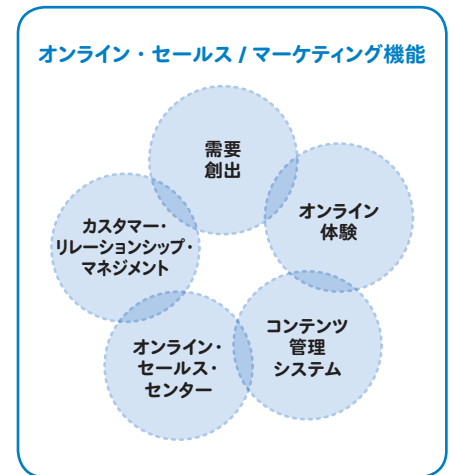 オンライン・セールス / マーケティング機能
需要
創出
オンライン
体験
コンテンツ
管理
システム
オンライン・
セールス・
センター
カスタマー・
リレーションシップ・
マネジメント